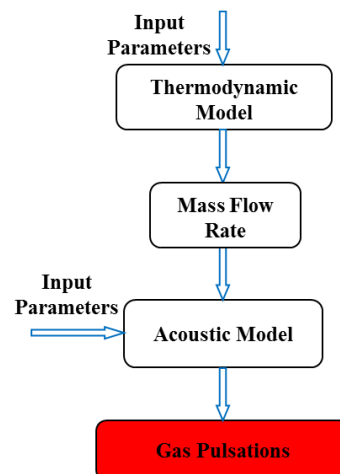 Input
Parameters
Thermodynamic
Model
Mass Flow
Rate
Input
Parameters
Acoustic Model
Gas Pulsations